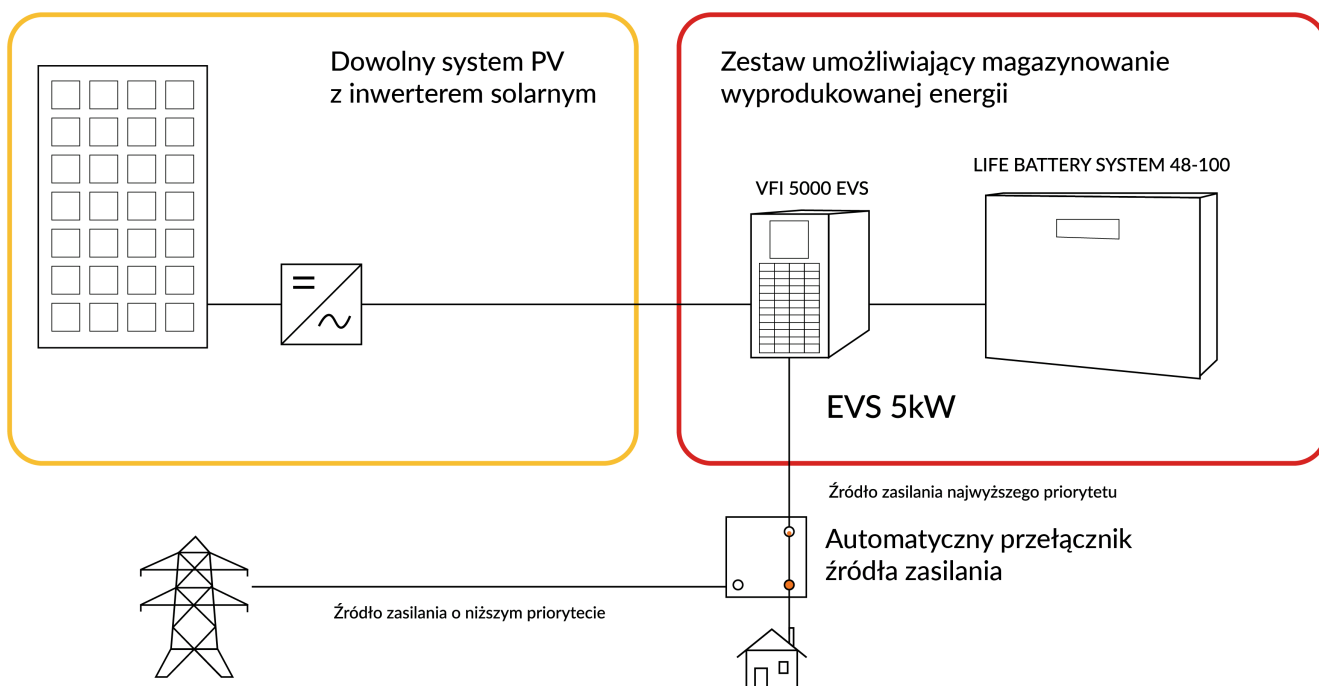 Dowolny system PV
z inwerterem solarnym
Zestaw umożliwiający magazynowanie
wyprodukowanej energii
LIFE BATTERY SYSTEM 48-100
VFI 5000 EVS
EVS 5kW
Źródło zasilania najwyższego priorytetu
Automatyczny przełącznik
źródła zasilania
Źródło zasilania o niższym priorytecie